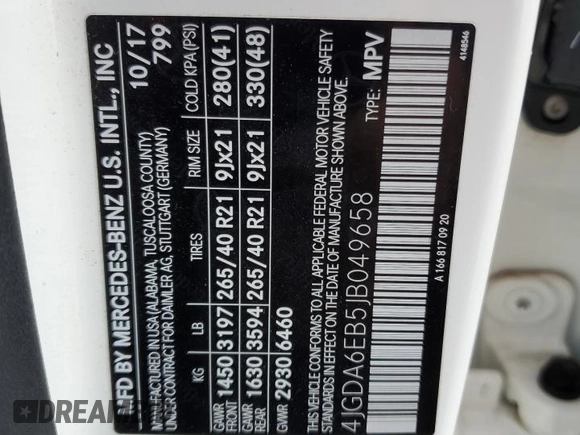 MFD BY MERCEDES-BENZ U.S. INTL., INC
10/17
MANUFACTURED IN USA (ALABAMA, TUSCALOOSA COUNTY)
UNDER CONTRACT FOR DAIMLER AG, STUTTGART (GERMANY)
799
KG LB TIRES RIM SIZE COLD KPA (PSI)
GAWR FRONT 1450 3197 265/40 R21 9Jx21 280(41)
GAWR REAR 1630 3594 265/40 R21 9Jx21 330(48)
GVWR 2930 6460
THIS VEHICLE CONFORMS TO ALL APPLICABLE FEDERAL MOTOR VEHICLE SAFETY
STANDARDS IN EFFECT ON THE DATE OF MANUFACTURE SHOWN ABOVE.
4JGDA6EB5JB049658 TYPE: MPV
A 166 817 09 20
4148546
DEALERSCOPE